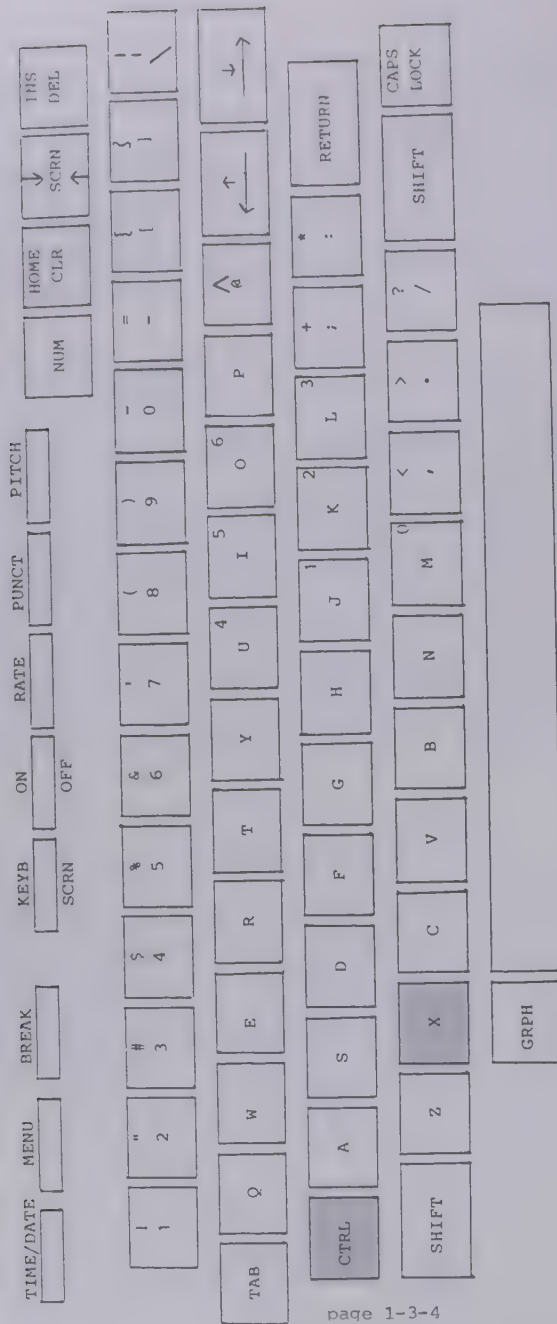 TIME/DATE MENU BREAK KEYB ON RATE PUNCT PITCH
SCRN OFF
HOME ↓ INS
NUM CLR SCRN DEL
↑
! " # $ % & ' ( ) - = { } ¦
1 2 3 4 5 6 7 8 9 0 - [ ] \
4 5 6 ^ ↑ ↓
TAB Q W E R T Y U I O P @ ← →
1 2 3 + *
CTRL A S D F G H J K L ; : RETURN
0 < > ? CAPS
SHIFT Z X C V B N M , . / SHIFT LOCK
GRPH
page 1-3-4